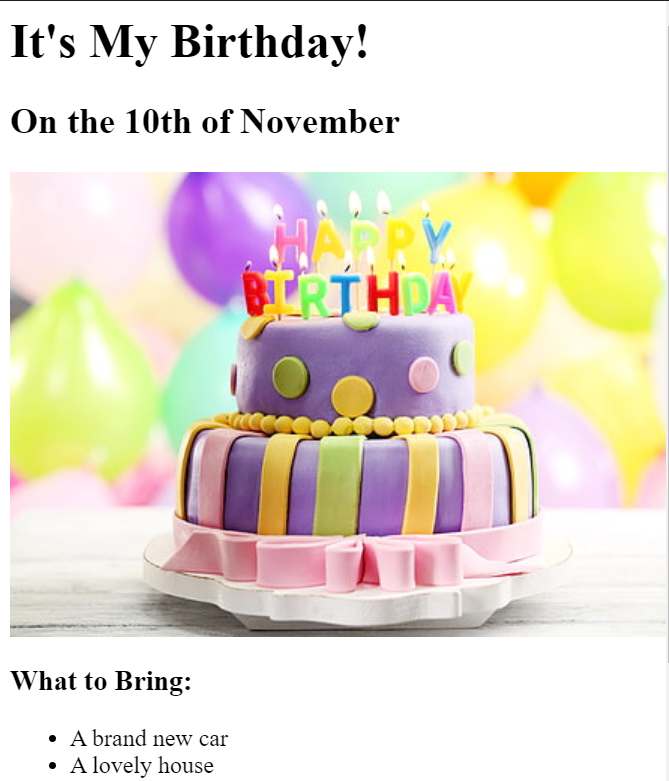 It's My Birthday!
On the 10th of November
HAPPY
BIRTHDAY
What to Bring:
A brand new car
A lovely house